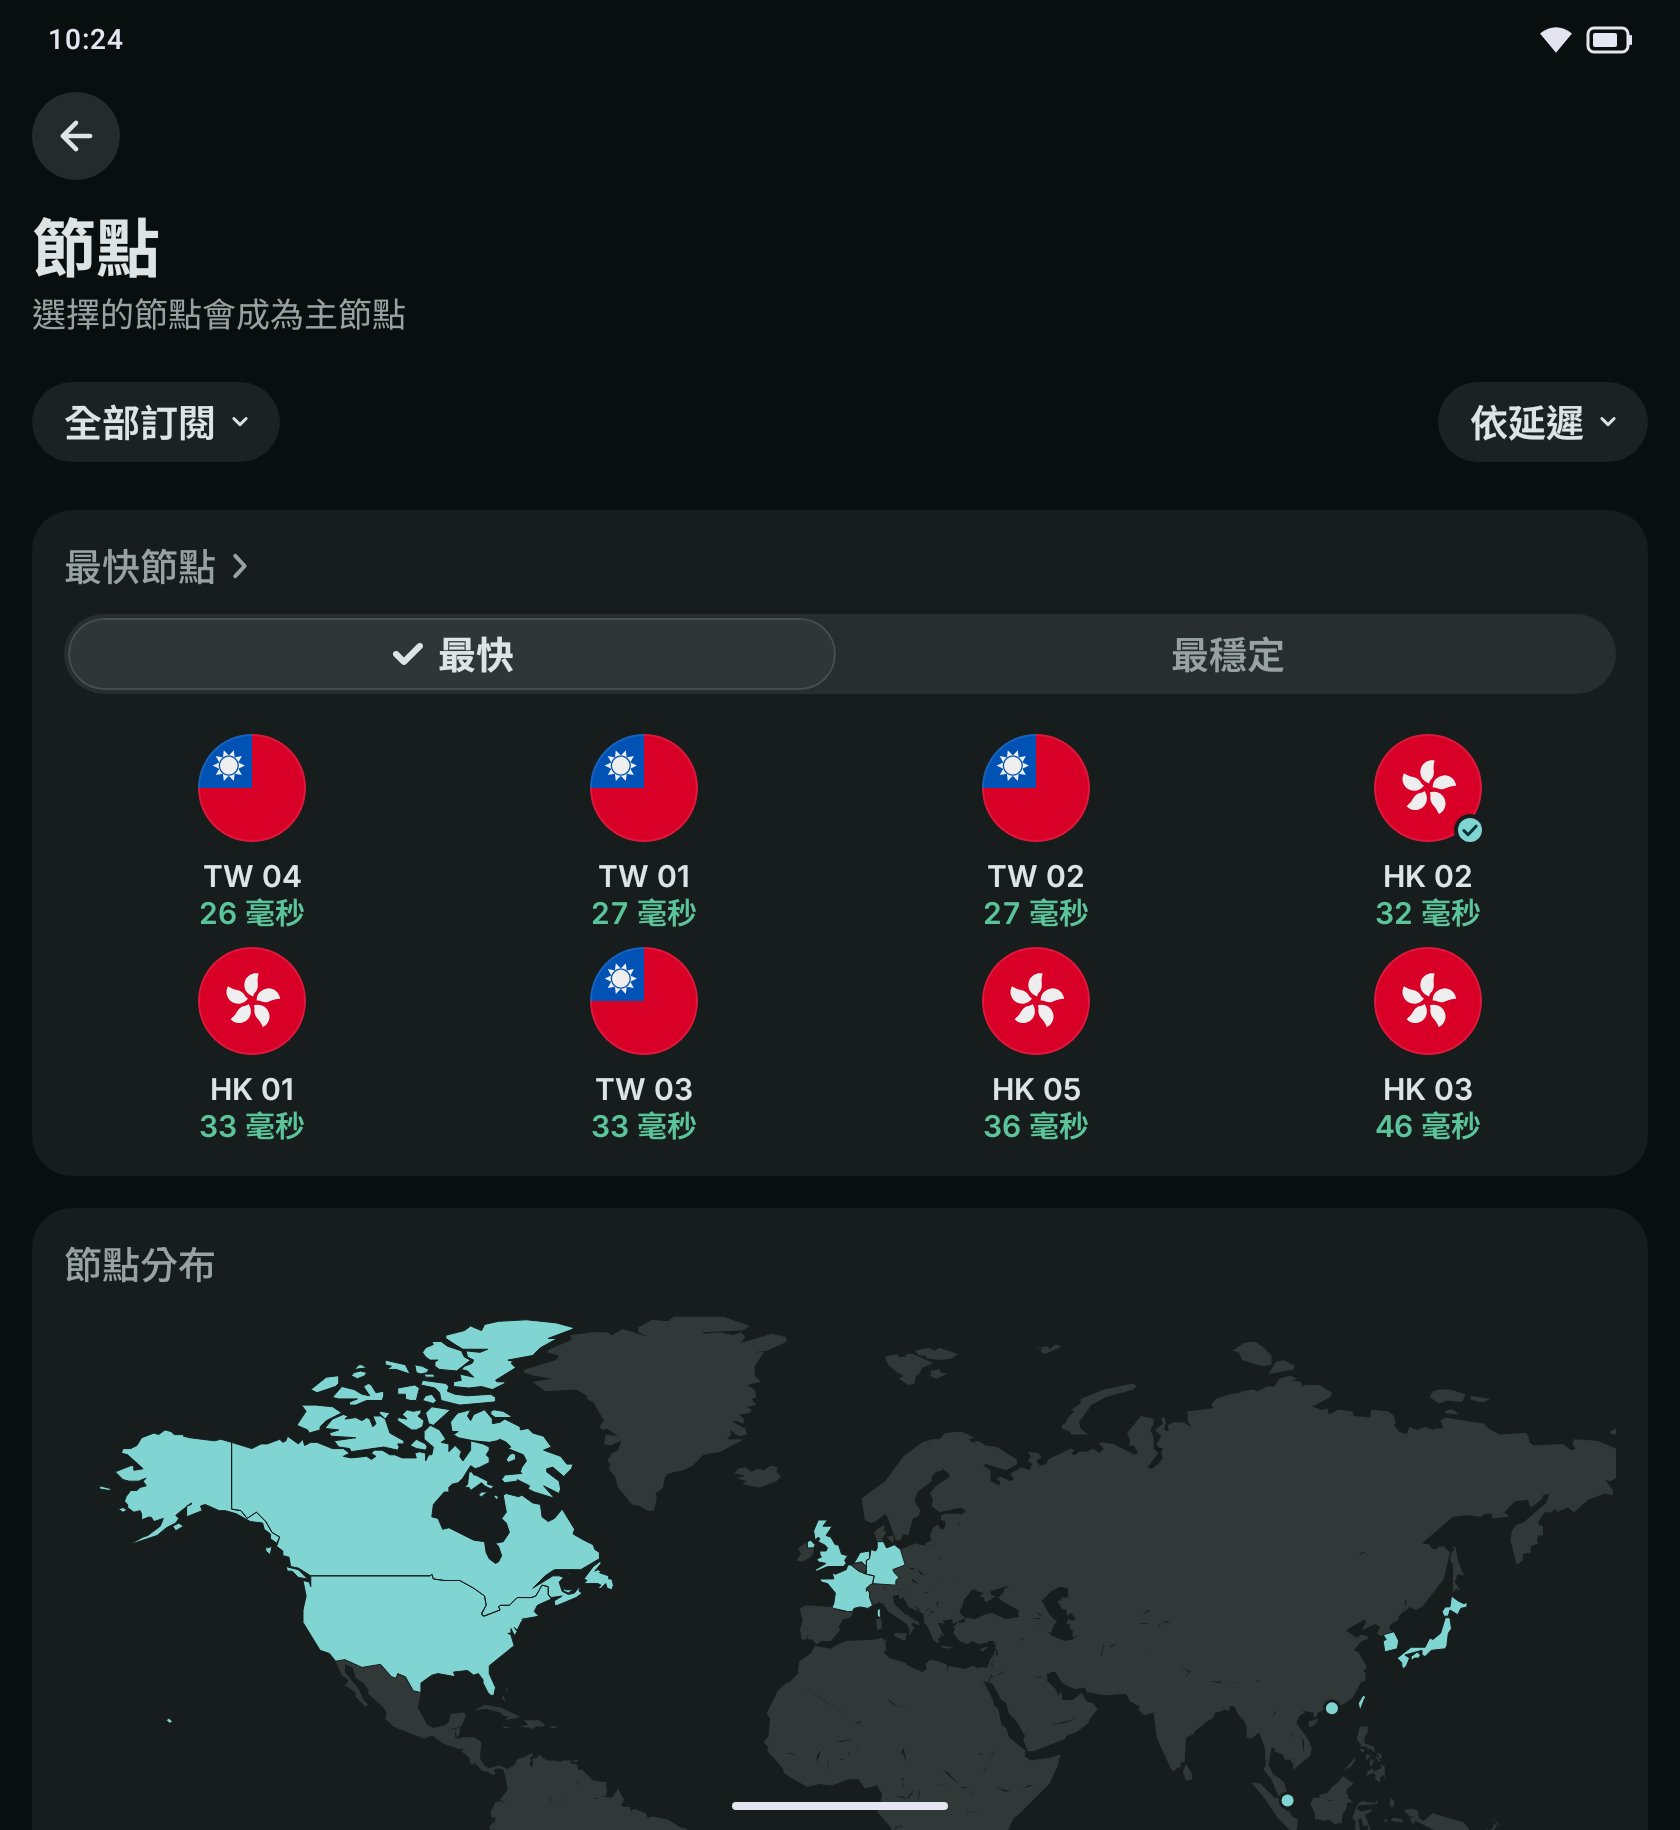 10:24
節點
選擇的節點會成為主節點
全部訂閱
依延遲
最快節點
最快
最穩定
TW 04
26 毫秒
TW 01
27 毫秒
TW 02
27 毫秒
HK 02
32 毫秒
HK 01
33 毫秒
TW 03
33 毫秒
HK 05
36 毫秒
HK 03
46 毫秒
節點分布